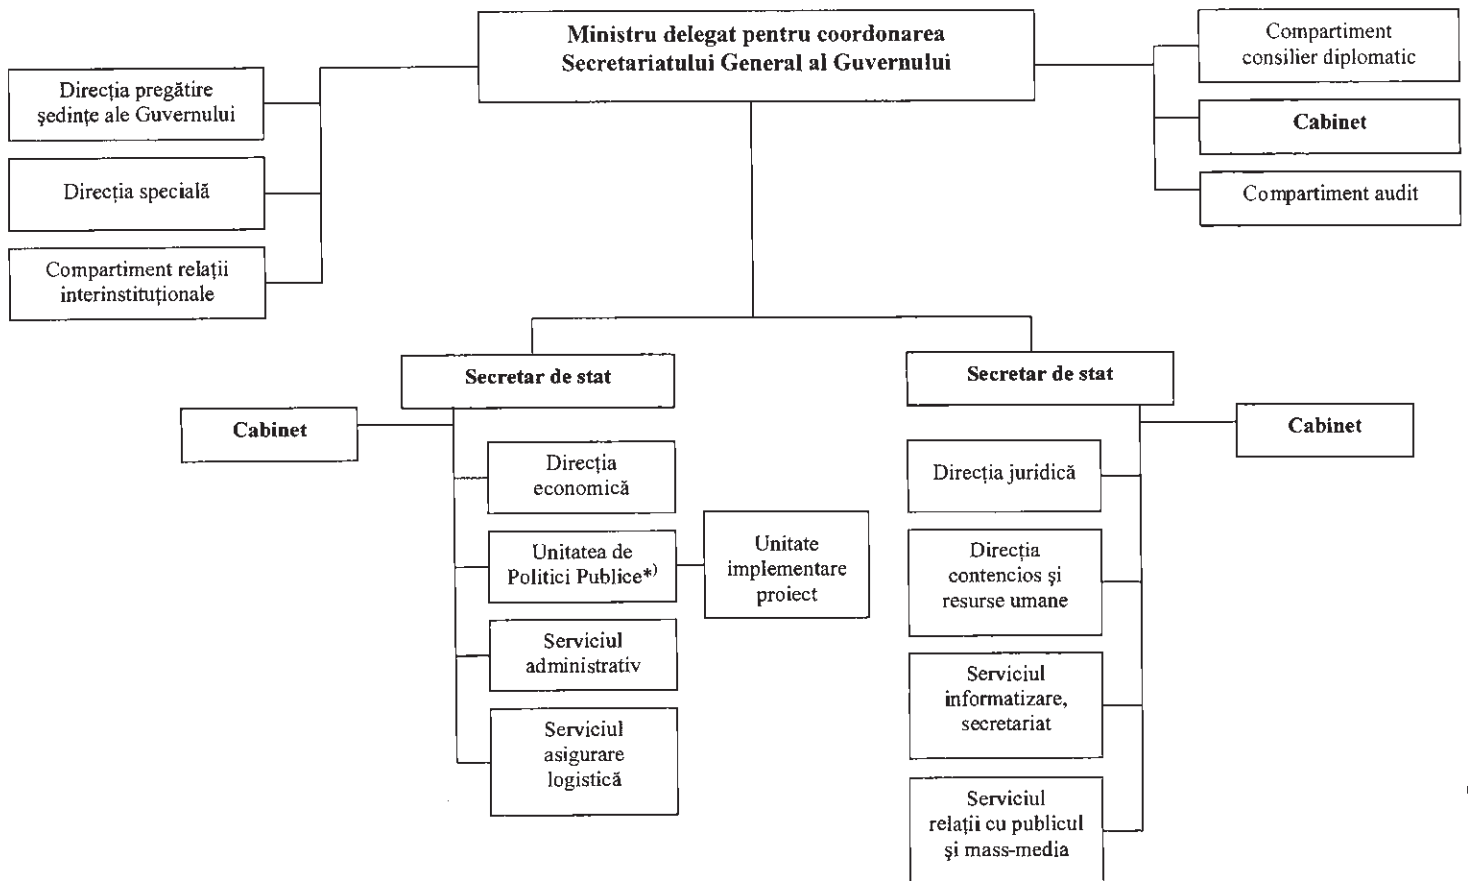 Ministru delegat pentru coordonarea
Secretariatului General al Guvernului
Direcția pregătire
ședințe ale Guvernului
Direcția specială
Compartiment relații
interinstituționale
Compartiment
consilier diplomatic
Cabinet
Compartiment audit
Secretar de stat
Cabinet
Direcția
economică
Unitatea de
Politici Publice*)
Unitate
implementare
proiect
Serviciul
administrativ
Serviciul
asigurare
logistică
Secretar de stat
Cabinet
Direcția juridică
Direcția
contencios şi
resurse umane
Serviciul
informatizare,
secretariat
Serviciul
relații cu publicul
şi mass-media